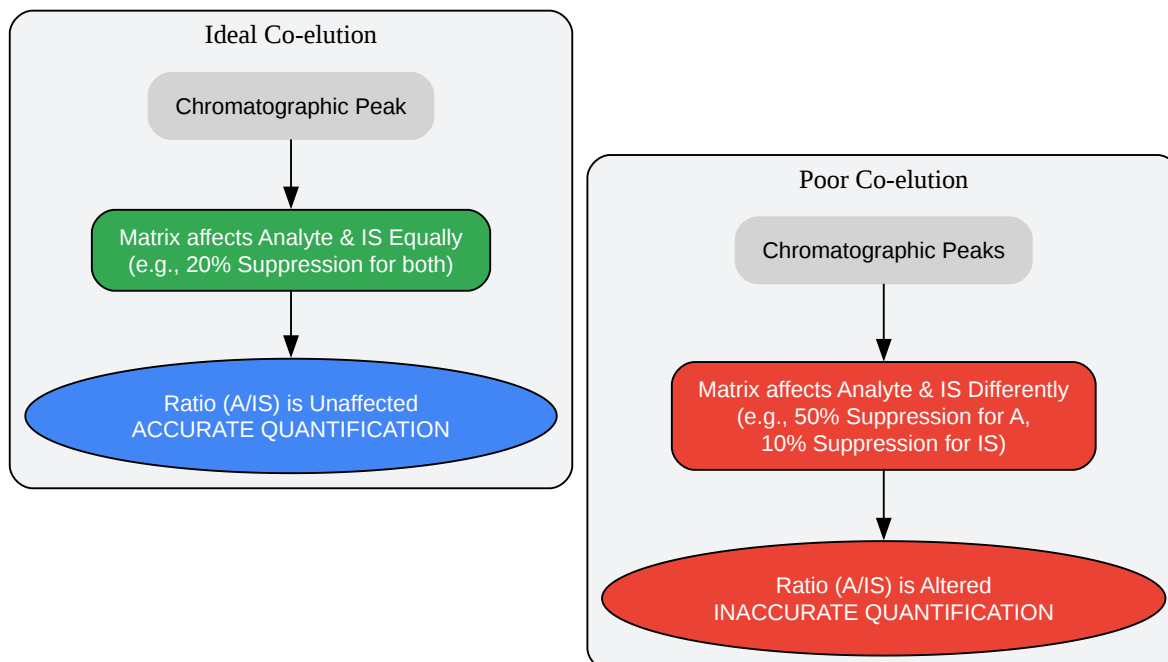 Ideal Co-elution
Chromatographic Peak
Matrix affects Analyte & IS Equally
(e.g., 20% Suppression for both)
Ratio (A/IS) is Unaffected
ACCURATE QUANTIFICATION
Poor Co-elution
Chromatographic Peaks
Matrix affects Analyte & IS Differently
(e.g., 50% Suppression for A,
10% Suppression for IS)
Ratio (A/IS) is Altered
INACCURATE QUANTIFICATION